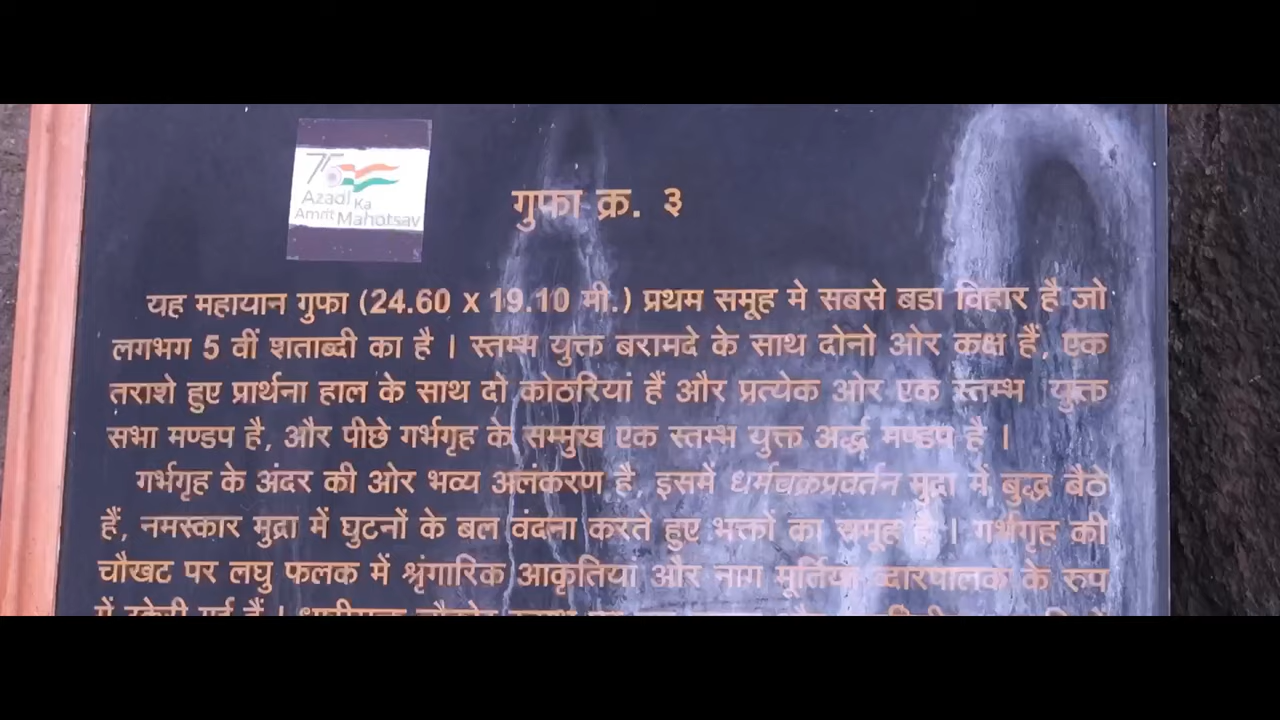 75
Azadi Ka
Amrit Mahotsav
गुफा क्र. ३
यह महायान गुफा (24.60 x 19.10 मी.) प्रथम समूह मे सबसे बडा विहार है जो
लगभग 5 वीं शताब्दी का है । स्तम्भ युक्त बरामदे के साथ दोनो ओर कक्ष हैं, एक
तराशे हुए प्रार्थना हाल के साथ दो कोठरियां हैं और प्रत्येक ओर एक स्तम्भ युक्त
सभा मण्डप है, और पीछे गर्भगृह के सम्मुख एक स्तम्भ युक्त अर्द्ध मण्डप है ।
गर्भगृह के अंदर की ओर भव्य अलंकरण है इसमें धर्मचक्रप्रवर्तन मुद्रा में बुद्ध बैठे
हैं, नमस्कार मुद्रा में घुटनों के बल वंदना करते हुए भक्तों का समूह है । गर्भगृह की
चौखट पर लघु फलक में श्रृंगारिक आकृतियां और नाग मूर्तियां व्दारपालक के रुप